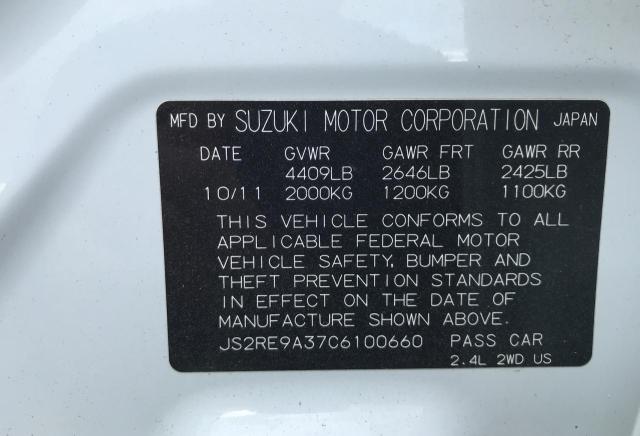 MFD BY SUZUKI MOTOR CORPORATION JAPAN
DATE GVWR GAWR FRT GAWR RR
4409LB 2646LB 2425LB
10/11 2000KG 1200KG 1100KG
THIS VEHICLE CONFORMS TO ALL
APPLICABLE FEDERAL MOTOR
VEHICLE SAFETY, BUMPER AND
THEFT PREVENTION STANDARDS
IN EFFECT ON THE DATE OF
MANUFACTURE SHOWN ABOVE.
JS2RE9A37C6100660 PASS CAR
2.4L 2WD US